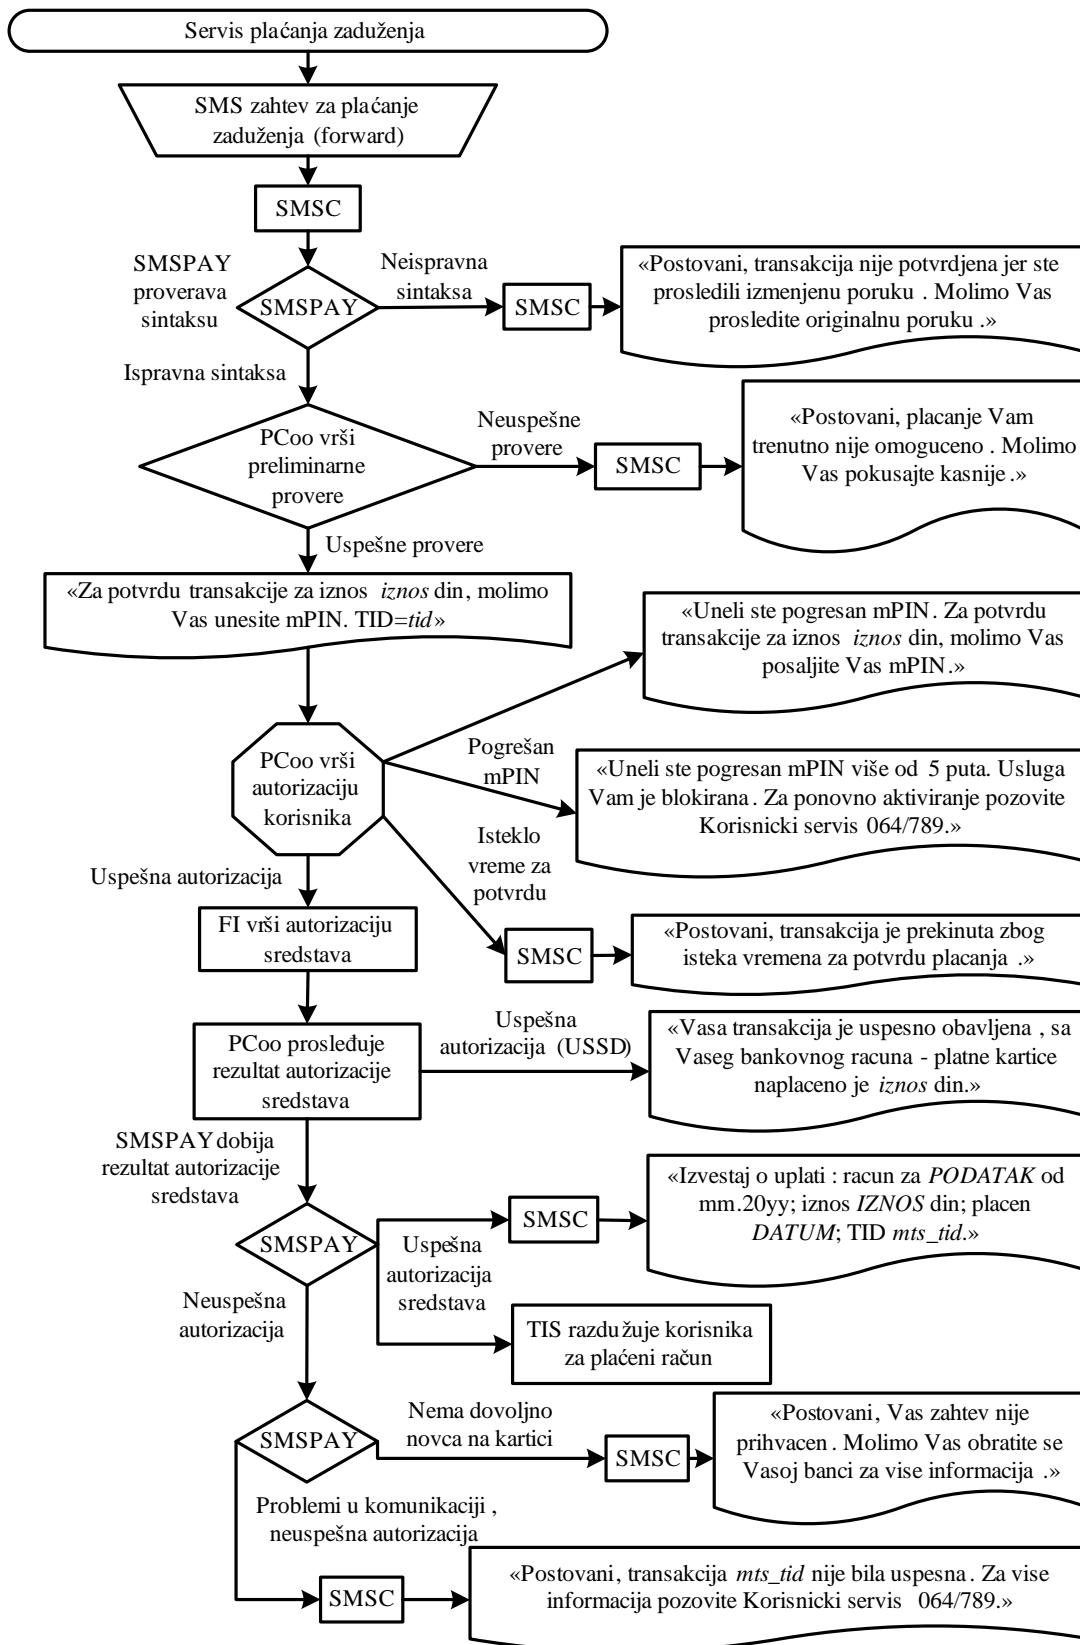 Servis plaćanja zaduženja
SMS zahtev za plaćanje
zaduženja (forward)
SMSC
SMSPAY
proverava
sintaksu
SMSPAY
Neispravna
sintaksa
SMSC
«Postovani, transakcija nije potvrdjena jer ste
prosledili izmenjenu poruku . Molimo Vas
prosledite originalnu poruku .»
Ispravna sintaksa
PCoo vrši
preliminarne
provere
Neuspešne
provere
SMSC
«Postovani, placanje Vam
trenutno nije omoguceno . Molimo
Vas pokusajte kasnije .»
Uspešne provere
«Za potvrdu transakcije za iznos iznos din, molimo
Vas unesite mPIN. TID=tid»
«Uneli ste pogresan mPIN. Za potvrdu
transakcije za iznos iznos din, molimo Vas
posaljite Vas mPIN.»
PCoo vrši
autorizaciju
korisnika
Pogrešan
mPIN
«Uneli ste pogresan mPIN više od 5 puta. Usluga
Vam je blokirana . Za ponovno aktiviranje pozovite
Korisnicki servis 064/789.»
Isteklo
vreme za
potvrdu
Uspešna autorizacija
FI vrši autorizaciju
sredstava
SMSC
«Postovani, transakcija je prekinuta zbog
isteka vremena za potvrdu placanja .»
PCoo prosleđuje
rezultat autorizacije
sredstava
Uspešna
autorizacija (USSD)
«Vasa transakcija je uspesno obavljena , sa
Vaseg bankovnog racuna - platne kartice
naplaceno je iznos din.»
SMSPAY dobija
rezultat autorizacije
sredstava
SMSPAY
SMSC
«Izvestaj o uplati : racun za PODATAK od
mm.20yy; iznos IZNOS din; placen
DATUM; TID mts_tid.»
Uspešna
autorizacija
sredstava
Neuspešna
autorizacija
TIS razdužuje korisnika
za plaćeni račun
SMSPAY
Nema dovoljno
novca na kartici
SMSC
«Postovani, Vas zahtev nije
prihvacen . Molimo Vas obratite se
Vasoj banci za vise informacija .»
Problemi u komunikaciji ,
neuspešna autorizacija
SMSC
«Postovani, transakcija mts_tid nije bila uspesna . Za vise
informacija pozovite Korisnicki servis 064/789.»